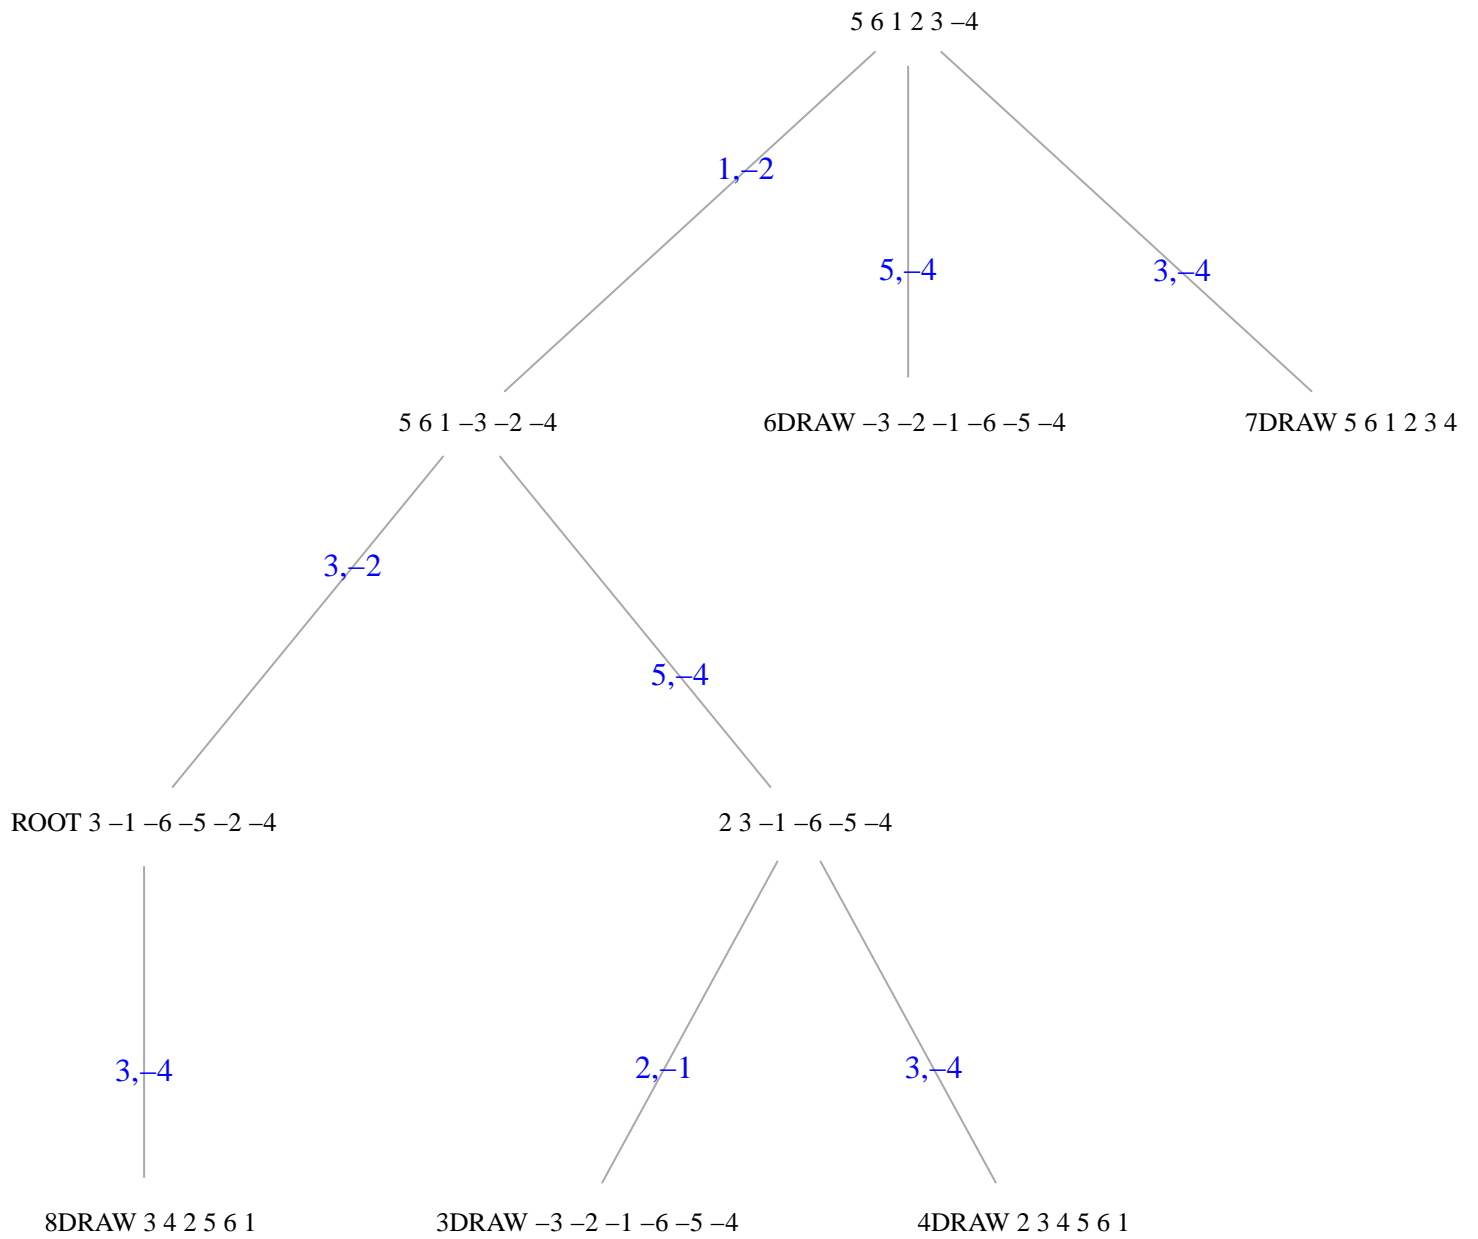 5 6 1 2 3 –4
1,–2
5,–4
3,–4
5 6 1 –3 –2 –4
6DRAW –3 –2 –1 –6 –5 –4
7DRAW 5 6 1 2 3 4
3,–2
5,–4
ROOT 3 –1 –6 –5 –2 –4
2 3 –1 –6 –5 –4
3,–4
2,–1
3,–4
8DRAW 3 4 2 5 6 1
3DRAW –3 –2 –1 –6 –5 –4
4DRAW 2 3 4 5 6 1